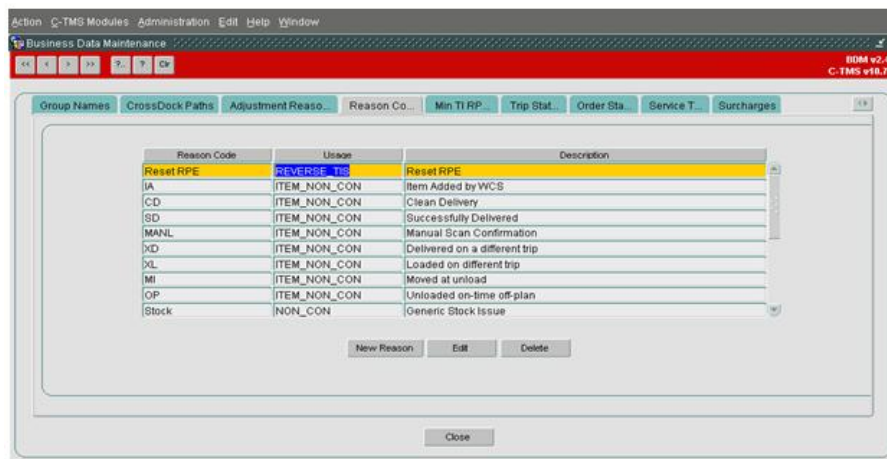 Action C-TMS Modules Administration Edit Help Window
Business Data Maintenance
<< < > >> ?.. ? Clr
BDM v2.4
C-TMS v10.7
Group Names CrossDock Paths Adjustment Reaso... Reason Co... Min TI RP... Trip Stat... Order Sta... Service T... Surcharges
Reason Code Usage Description
Reset RPE REVERSE_TIS Reset RPE
IA ITEM_NON_CON Item Added by WCS
CD ITEM_NON_CON Clean Delivery
SD ITEM_NON_CON Successfully Delivered
MANL ITEM_NON_CON Manual Scan Confirmation
XD ITEM_NON_CON Delivered on a different trip
XL ITEM_NON_CON Loaded on different trip
MI ITEM_NON_CON Moved at unload
OP ITEM_NON_CON Unloaded on-time off-plan
Stock NON_CON Generic Stock Issue
New Reason Edit Delete
Close